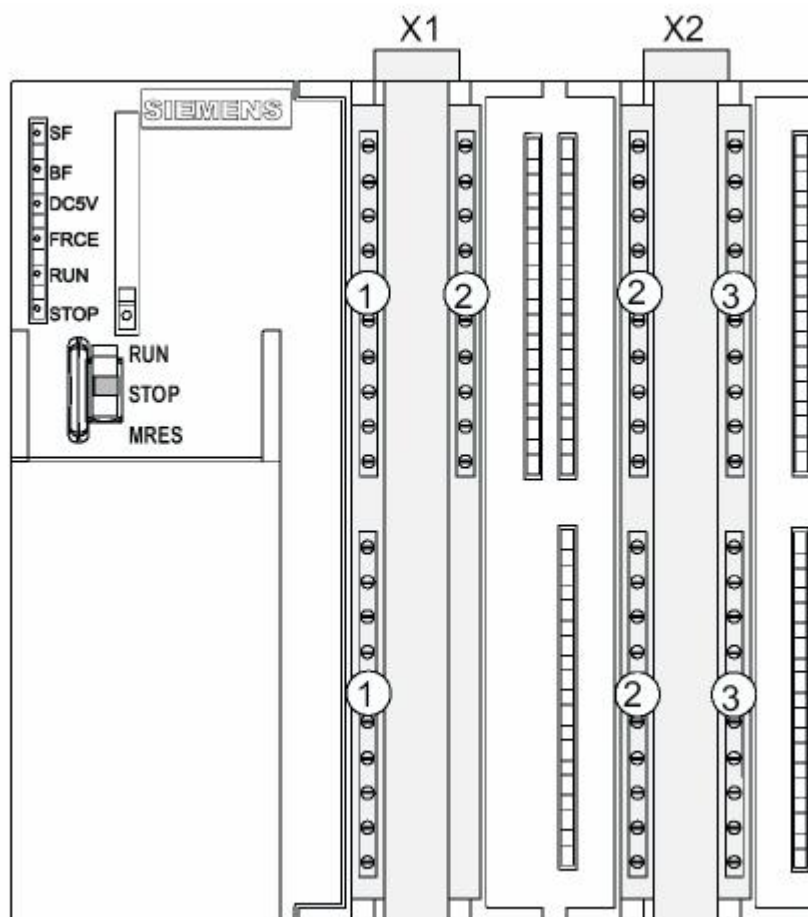 X1 X2
SIEMENS
SF
BF
DC5V
FRCE
RUN
STOP
1 2 2 3
RUN
STOP
MRES
1 2 3